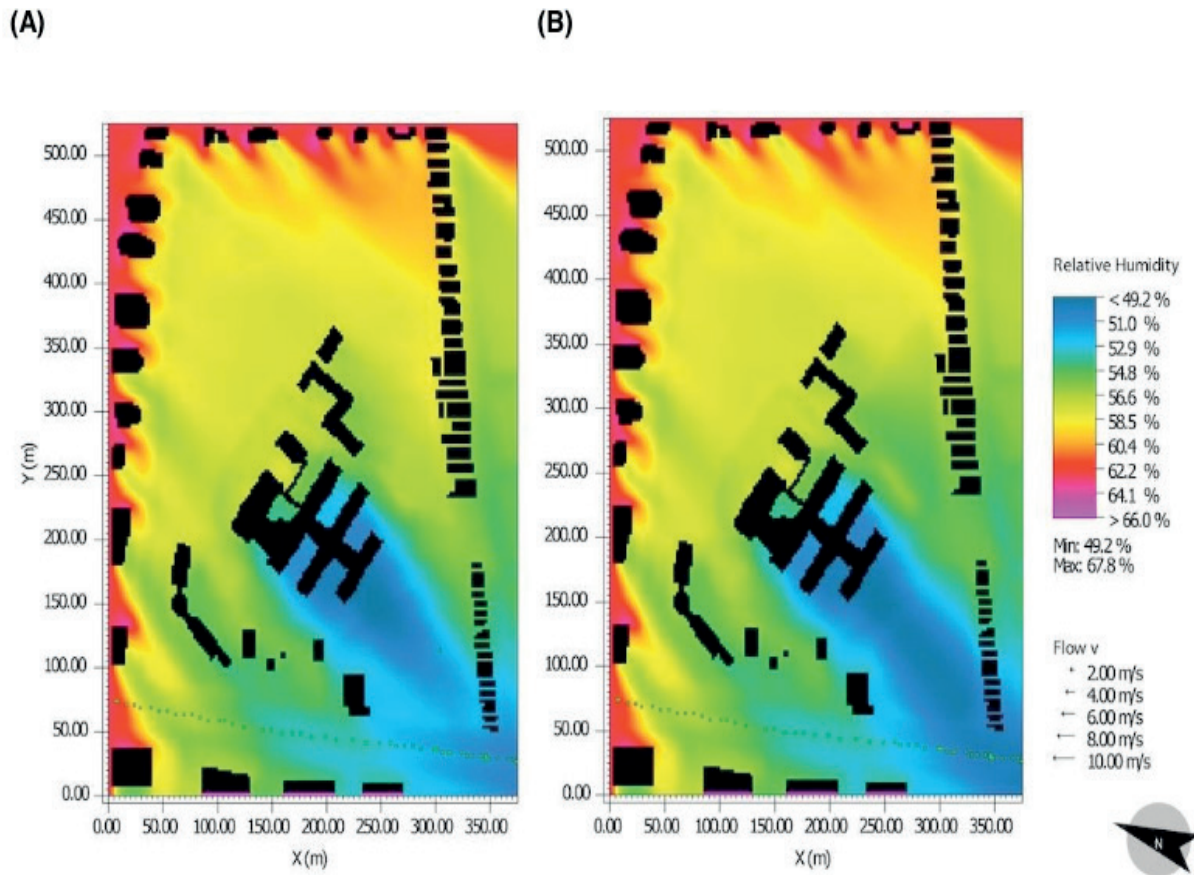 (A)
(B)
Y (m)
500.00
450.00
400.00
350.00
300.00
250.00
200.00
150.00
100.00
50.00
0.00
0.00 50.00 100.00 150.00 200.00 250.00 300.00 350.00
X (m)
500.00
450.00
400.00
350.00
300.00
250.00
200.00
150.00
100.00
50.00
0.00
0.00 50.00 100.00 150.00 200.00 250.00 300.00 350.00
X (m)
Relative Humidity
< 49.2 %
51.0 %
52.9 %
54.8 %
56.6 %
58.5 %
60.4 %
62.2 %
64.1 %
> 66.0 %
Min: 49.2 %
Max: 67.8 %
Flow v
2.00 m/s
4.00 m/s
6.00 m/s
8.00 m/s
10.00 m/s
N